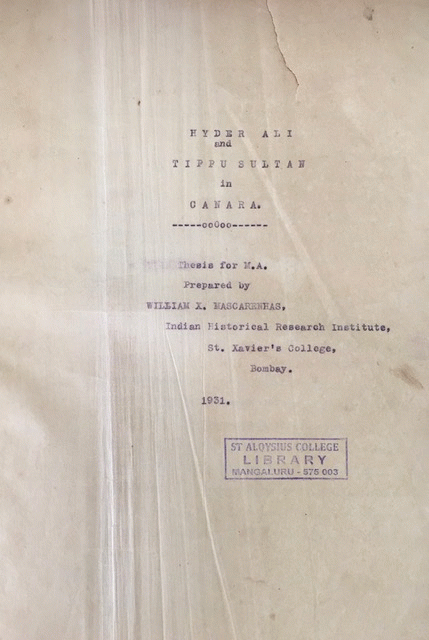 HYDER ALI
and
TIPPU SULTAN
in
CANARA.
-----ooOoo------
Thesis for M.A.
Prepared by
WILLIAM X. MASCARENHAS,
Indian Historical Research Institute,
St. Xavier's College,
Bombay.
1931.
ST ALOYSIUS COLLEGE
LIBRARY
MANGALURU - 575 003